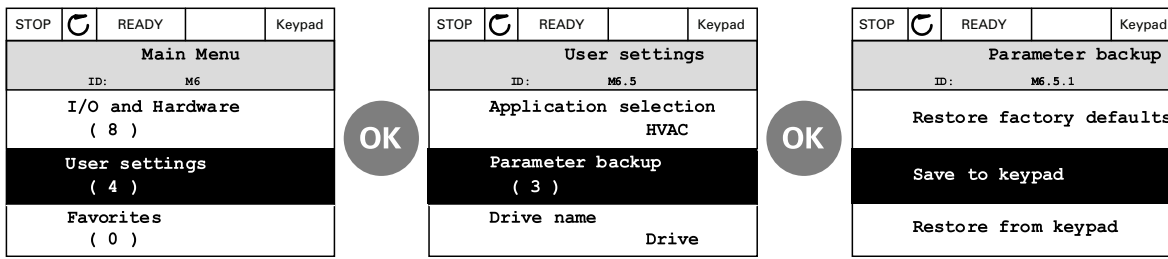 STOP READY Keypad
Main Menu
ID: M6
I/O and Hardware
( 8 )
User settings
( 4 )
Favorites
( 0 )
OK
STOP READY Keypad
User settings
ID: M6.5
Application selection
HVAC
Parameter backup
( 3 )
Drive name
Drive
OK
STOP READY Keypad
Parameter backup
ID: M6.5.1
Restore factory defaults
Save to keypad
Restore from keypad